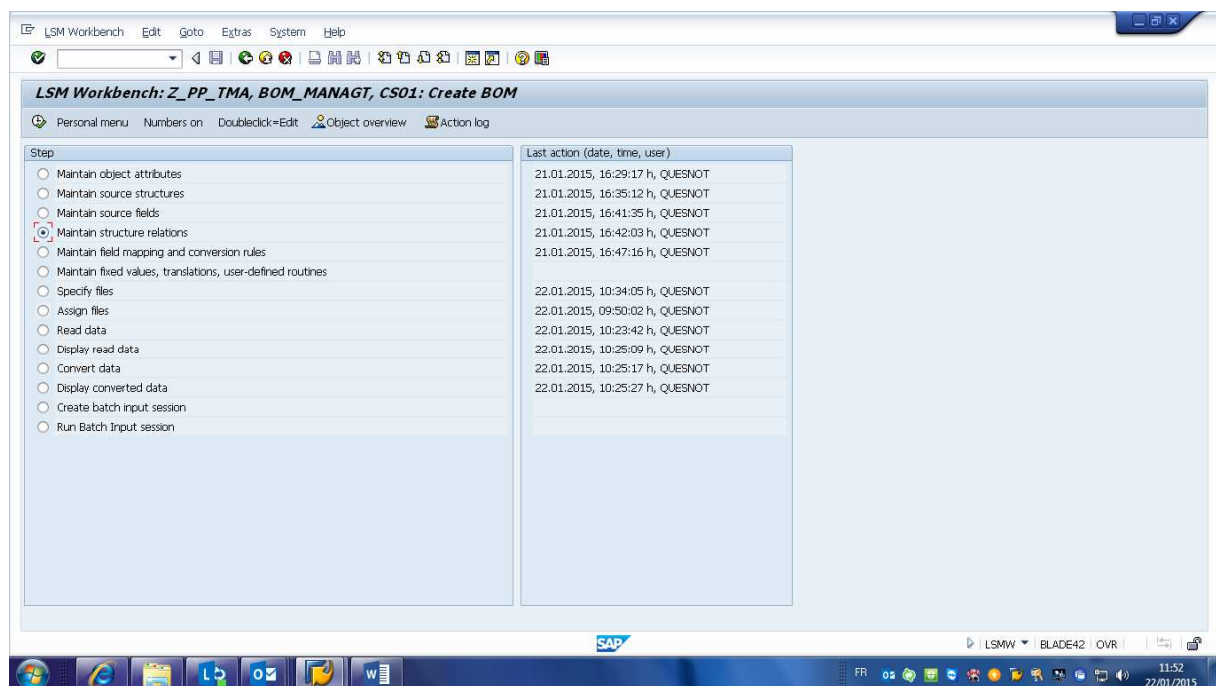 LSM Workbench Edit Goto Extras System Help
LSM Workbench: Z_PP_TMA, BOM_MANAGT, CS01: Create BOM
Personal menu Numbers on Doubleclick=Edit Object overview Action log
Step Last action (date, time, user)
Maintain object attributes 21.01.2015, 16:29:17 h, QUESNOT
Maintain source structures 21.01.2015, 16:35:12 h, QUESNOT
Maintain source fields 21.01.2015, 16:41:35 h, QUESNOT
Maintain structure relations 21.01.2015, 16:42:03 h, QUESNOT
Maintain field mapping and conversion rules 21.01.2015, 16:47:16 h, QUESNOT
Maintain fixed values, translations, user-defined routines
Specify files 22.01.2015, 10:34:05 h, QUESNOT
Assign files 22.01.2015, 09:50:02 h, QUESNOT
Read data 22.01.2015, 10:23:42 h, QUESNOT
Display read data 22.01.2015, 10:25:09 h, QUESNOT
Convert data 22.01.2015, 10:25:17 h, QUESNOT
Display converted data 22.01.2015, 10:25:27 h, QUESNOT
Create batch input session
Run Batch Input session
SAP LSMW BLADE42 OVR
FR 11:52
22/01/2015